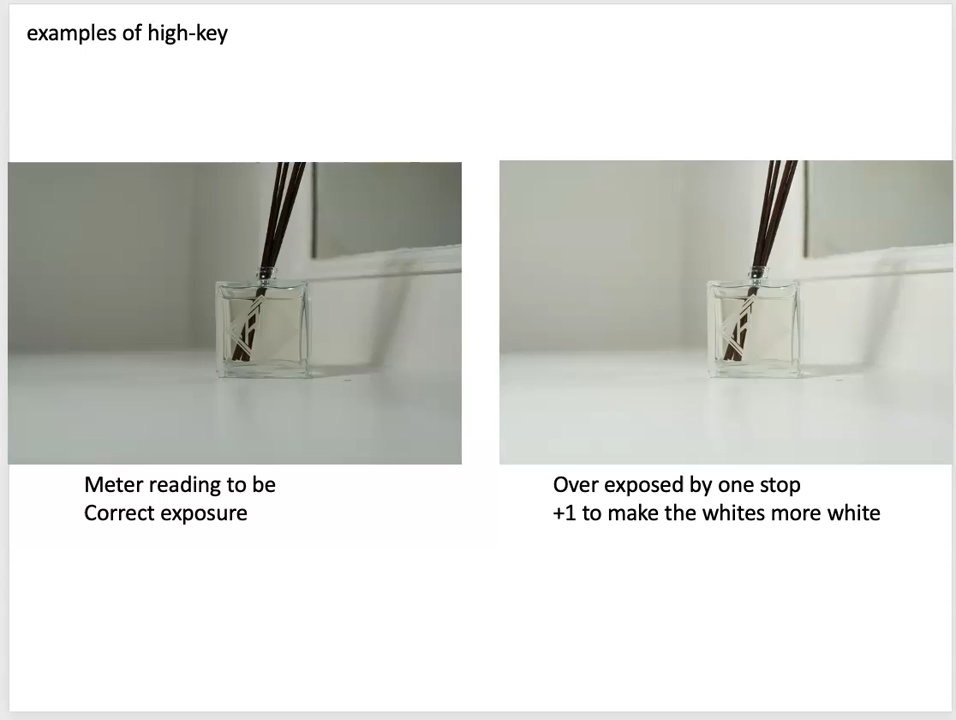 examples of high-key
Meter reading to be
Correct exposure
Over exposed by one stop
+1 to make the whites more white